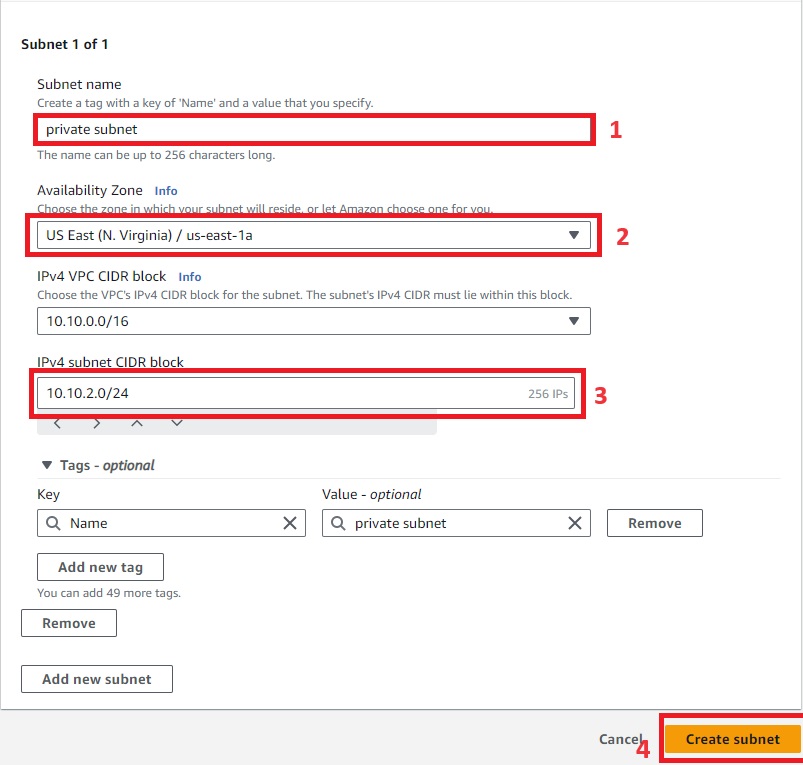 Subnet 1 of 1
Subnet name
Create a tag with a key of 'Name' and a value that you specify.
private subnet
1
The name can be up to 256 characters long.
Availability Zone Info
Choose the zone in which your subnet will reside, or let Amazon choose one for you.
US East (N. Virginia) / us-east-1a
2
IPv4 VPC CIDR block Info
Choose the VPC's IPv4 CIDR block for the subnet. The subnet's IPv4 CIDR must lie within this block.
10.10.0.0/16
IPv4 subnet CIDR block
10.10.2.0/24 256 IPs
3
Tags - optional
Key Value - optional
Name private subnet Remove
Add new tag
You can add 49 more tags.
Remove
Add new subnet
Cancel 4 Create subnet